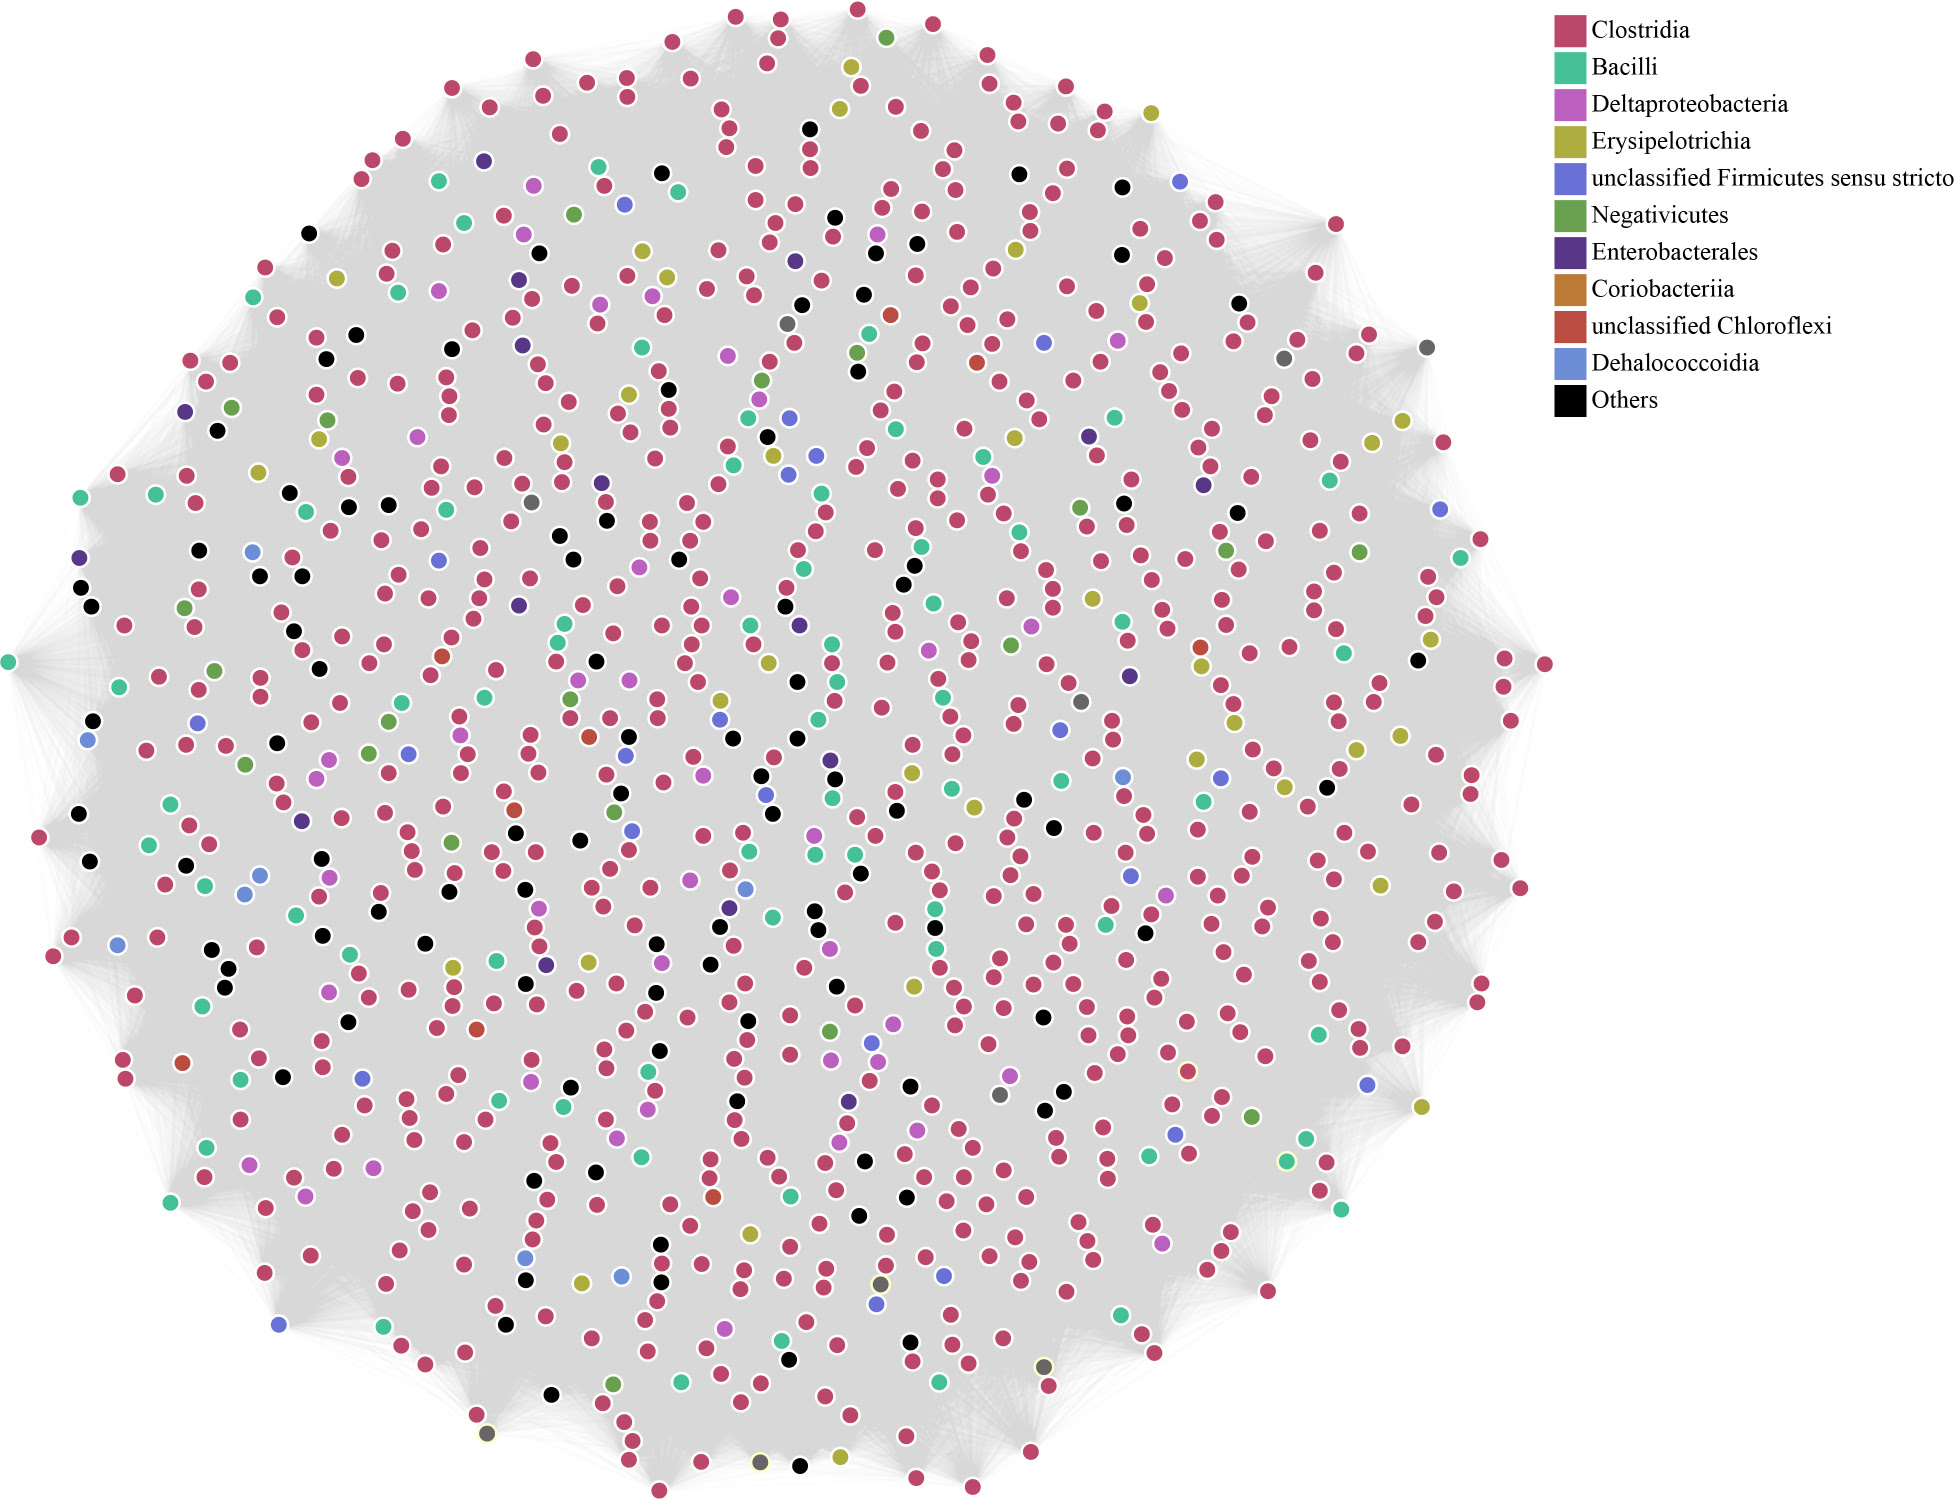 Clostridia
Bacilli
Deltaproteobacteria
Erysipelotrichia
unclassified Firmicutes sensu stricto
Negativicutes
Enterobacterales
Coriobacteriia
unclassified Chloroflexi
Dehalococcoidia
Others